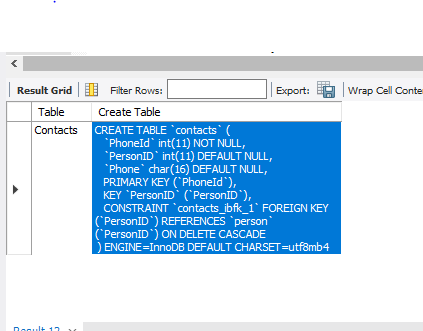 Result Grid Filter Rows: Export: Wrap Cell Conte
Table Create Table
Contacts CREATE TABLE `contacts` (
`PhoneId` int(11) NOT NULL,
`PersonID` int(11) DEFAULT NULL,
`Phone` char(16) DEFAULT NULL,
PRIMARY KEY (`PhoneId`),
KEY `PersonID` (`PersonID`),
CONSTRAINT `contacts_ibfk_1` FOREIGN KEY
(`PersonID`) REFERENCES `person`
(`PersonID`) ON DELETE CASCADE
) ENGINE=InnoDB DEFAULT CHARSET=utf8mb4